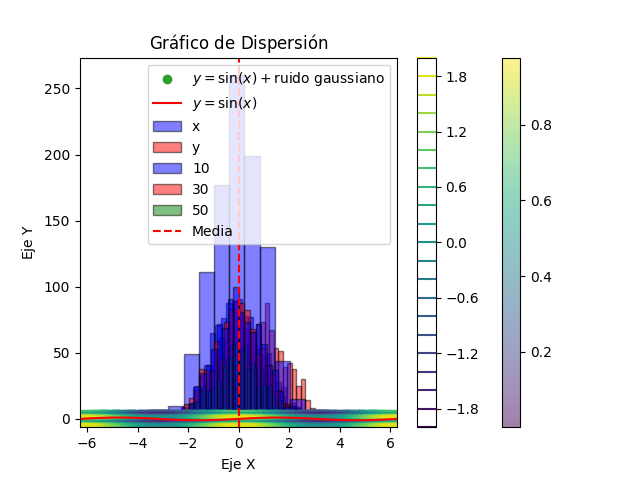 Gráfico de Dispersión
y = sin(x) + ruido gaussiano
y = sin(x)
x
y
10
30
50
Media
Eje Y
250
200
150
100
50
0
−6 −4 −2 0 2 4 6
Eje X
1.8
1.2
0.6
0.0
−0.6
−1.2
−1.8
0.8
0.6
0.4
0.2